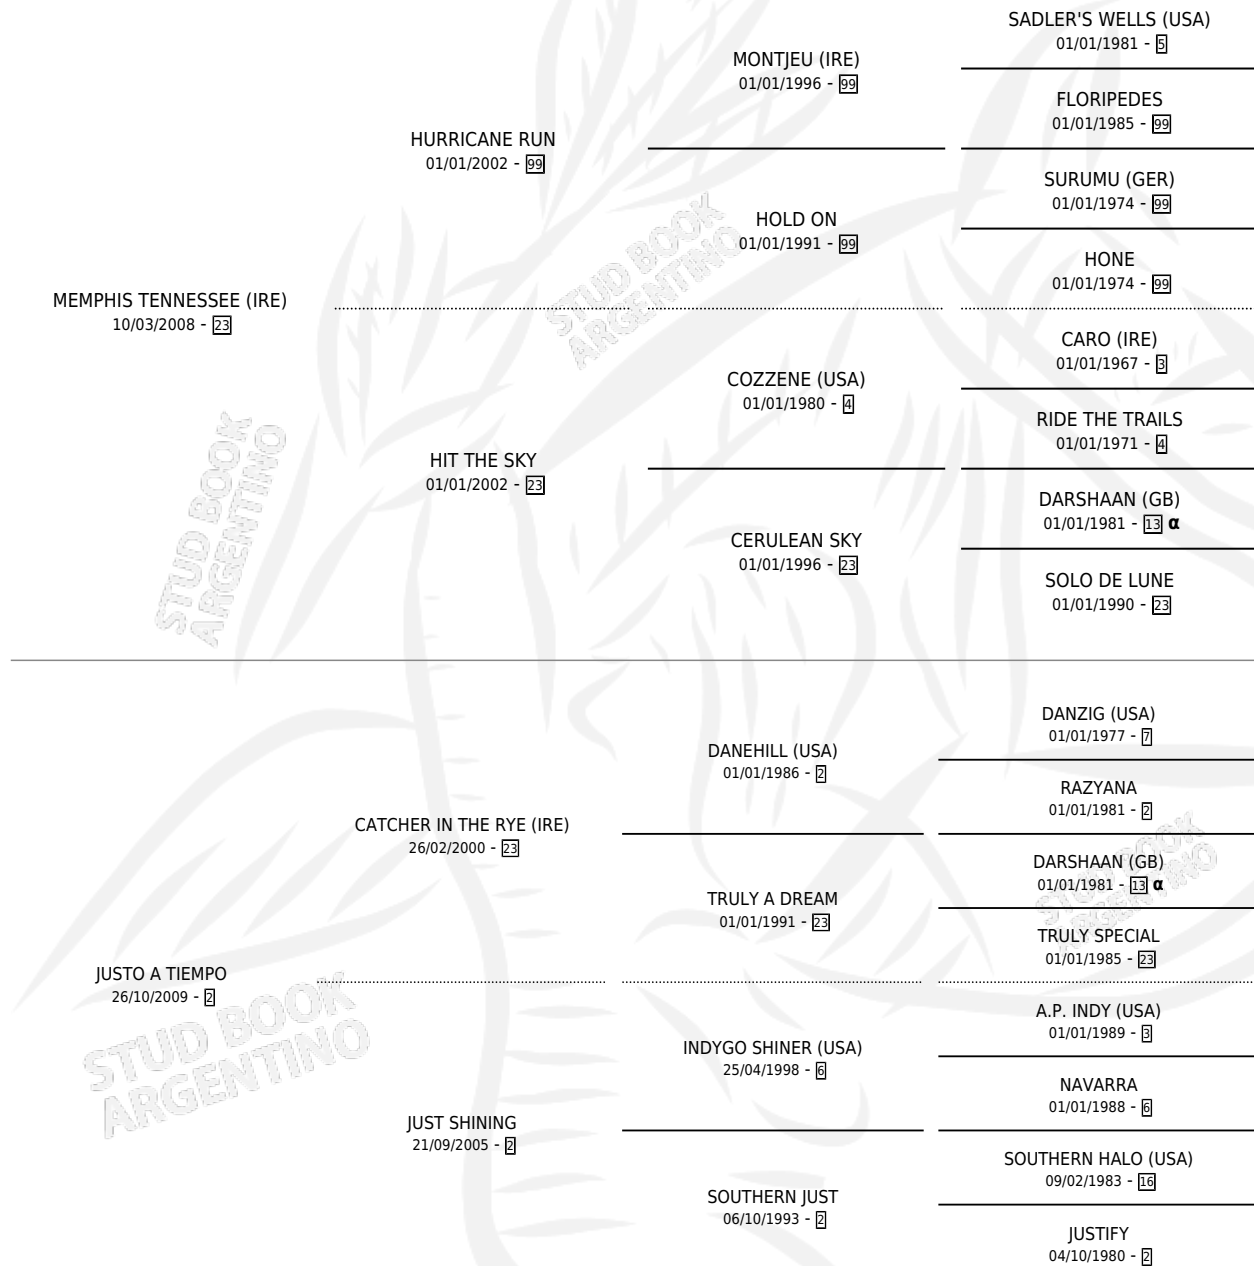 SADLER'S WELLS (USA)
01/01/1981 - 5
MONTJEU (IRE)
01/01/1996 - 99
FLORIPEDES
01/01/1985 - 99
HURRICANE RUN
01/01/2002 - 99
SURUMU (GER)
01/01/1974 - 99
HOLD ON
01/01/1991 - 99
HONE
01/01/1974 - 99
MEMPHIS TENNESSEE (IRE)
10/03/2008 - 23
CARO (IRE)
01/01/1967 - 3
COZZENE (USA)
01/01/1980 - 4
RIDE THE TRAILS
01/01/1971 - 4
HIT THE SKY
01/01/2002 - 23
DARSHAAN (GB)
01/01/1981 - 13 α
CERULEAN SKY
01/01/1996 - 23
SOLO DE LUNE
01/01/1990 - 23
DANZIG (USA)
01/01/1977 - 7
DANEHILL (USA)
01/01/1986 - 2
RAZYANA
01/01/1981 - 2
CATCHER IN THE RYE (IRE)
26/02/2000 - 23
DARSHAAN (GB)
01/01/1981 - 13 α
TRULY A DREAM
01/01/1991 - 23
TRULY SPECIAL
01/01/1985 - 23
JUSTO A TIEMPO
26/10/2009 - 2
A.P. INDY (USA)
01/01/1989 - 3
INDYGO SHINER (USA)
25/04/1998 - 6
NAVARRA
01/01/1988 - 6
JUST SHINING
21/09/2005 - 2
SOUTHERN HALO (USA)
09/02/1983 - 16
SOUTHERN JUST
06/10/1993 - 2
JUSTIFY
04/10/1980 - 2
STUD BOOK
ARGENTINO
STUD BOOK
ARGENTINO
STUD BOOK
ARGENTINO
STUD BOOK
ARGENTINO